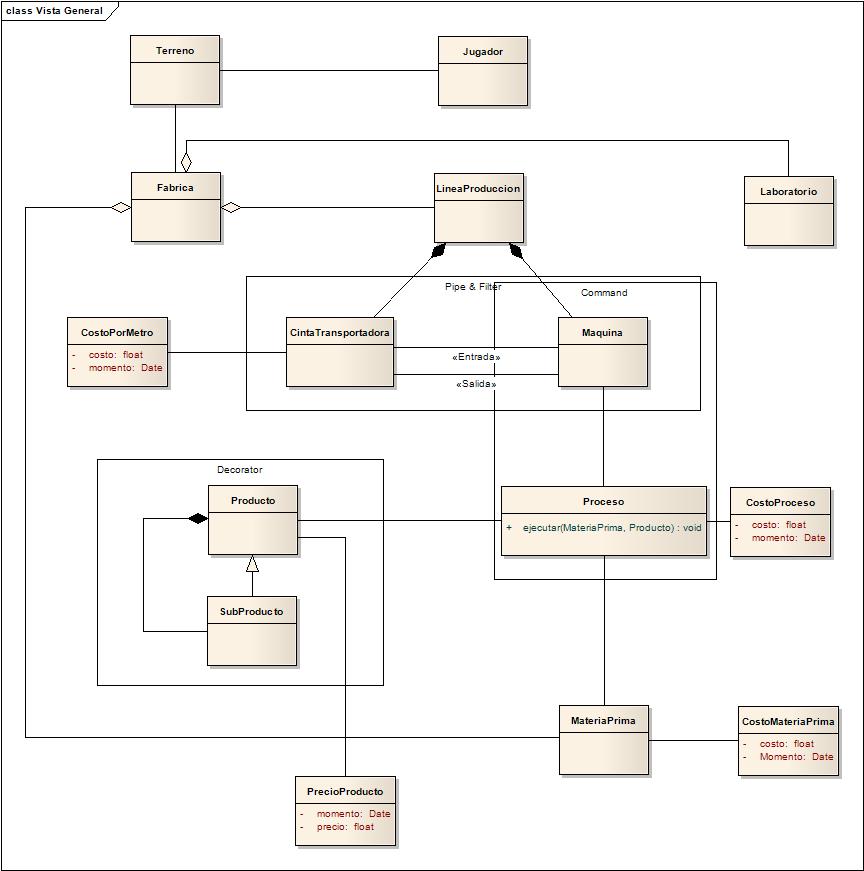 class Vista General
Terreno
Jugador
Fabrica
LineaProduccion
Laboratorio
Pipe & Filter
Command
CostoPorMetro
- costo: float
- momento: Date
CintaTransportadora
Maquina
«Entrada»
«Salida»
Decorator
Producto
Proceso
+ ejecutar(MateriaPrima, Producto) : void
CostoProceso
- costo: float
- momento: Date
SubProducto
MateriaPrima
CostoMateriaPrima
- costo: float
- Momento: Date
PrecioProducto
- momento: Date
- precio: float